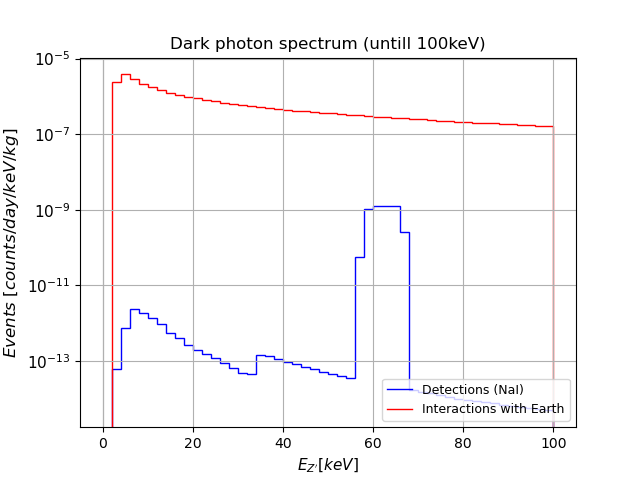 Dark photon spectrum (untill 100keV)
10⁻⁵
10⁻⁷
10⁻⁹
10⁻¹¹
10⁻¹³
Events [counts/day/keV/kg]
Detections (NaI)
Interactions with Earth
0 20 40 60 80 100
E_{Z'}[keV]